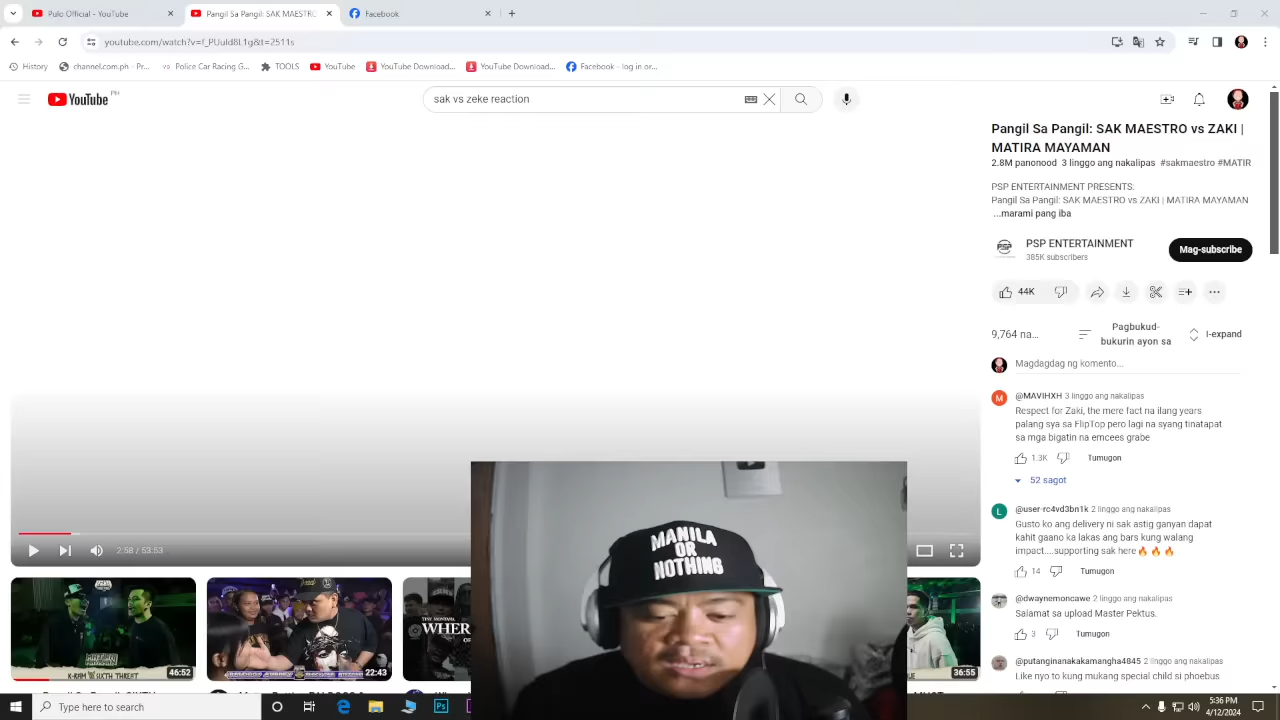 Pulo Official - YouTube
Pangil Sa Pangil: SAK MAESTRO
Facebook
youtube.com/watch?v=f_PUuld8L1g&t=2511s
History
channel.com.ph - Pr...
Police Car Racing G...
TOOLS
YouTube
YouTube Download...
YouTube Download...
Facebook - log in or...
YouTube PH
sak vs zeke reaction
Pangil Sa Pangil: SAK MAESTRO vs ZAKI |
MATIRA MAYAMAN
2.8M panonood 3 linggo ang nakalipas #sakmaestro #MATIR
PSP ENTERTAINMENT PRESENTS:
Pangil Sa Pangil: SAK MAESTRO vs ZAKI | MATIRA MAYAMAN
...marami pang iba
PSP
PSP ENTERTAINMENT
385K subscribers
Mag-subscribe
44K
9,764 na...
Pagbukud-
bukurin ayon sa
I-expand
Magdagdag ng komento...
M
@MAVIHXH 3 linggo ang nakalipas
Respect for Zaki, the mere fact na ilang years
palang sya sa FlipTop pero lagi na syang tinatapat
sa mga bigatin na emcees grabe
1.3K
Tumugon
52 sagot
L
@user-rc4vd3bn1k 2 linggo ang nakalipas
Gusto ko ang delivery ni sak astig ganyan dapat
kahit gaano ka lakas ang bars kung walang
impact....supporting sak here🔥🔥🔥
14
Tumugon
@dwaynemoncawe 2 linggo ang nakalipas
Salamat sa upload Master Pektus.
3
Tumugon
@putanginanakakamangha4845 2 linggo ang nakalipas
Like nyo to kung mukang special child si phoebus
2:58 / 53:53
MANILA
OR
NOTHING
K-RAM
SIXTH THREAT
46:52
22:43
WHER
36:55
Type here to search
Ps
5:36 PM
4/12/2024